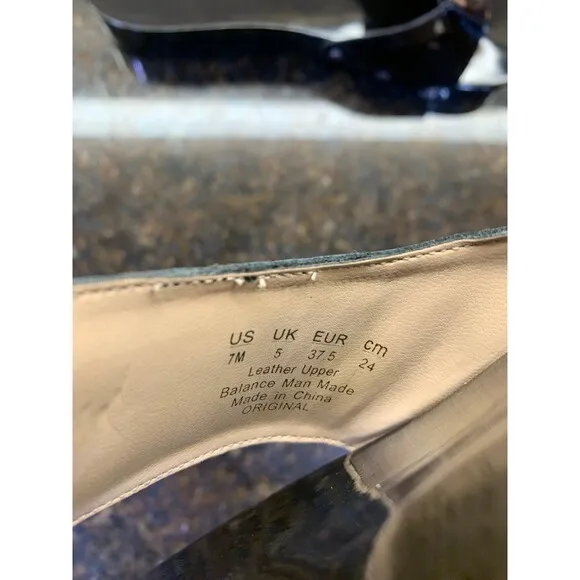 US UK EUR cm
7M 5 37.5 24
Leather Upper
Balance Man Made
Made in China
ORIGINAL